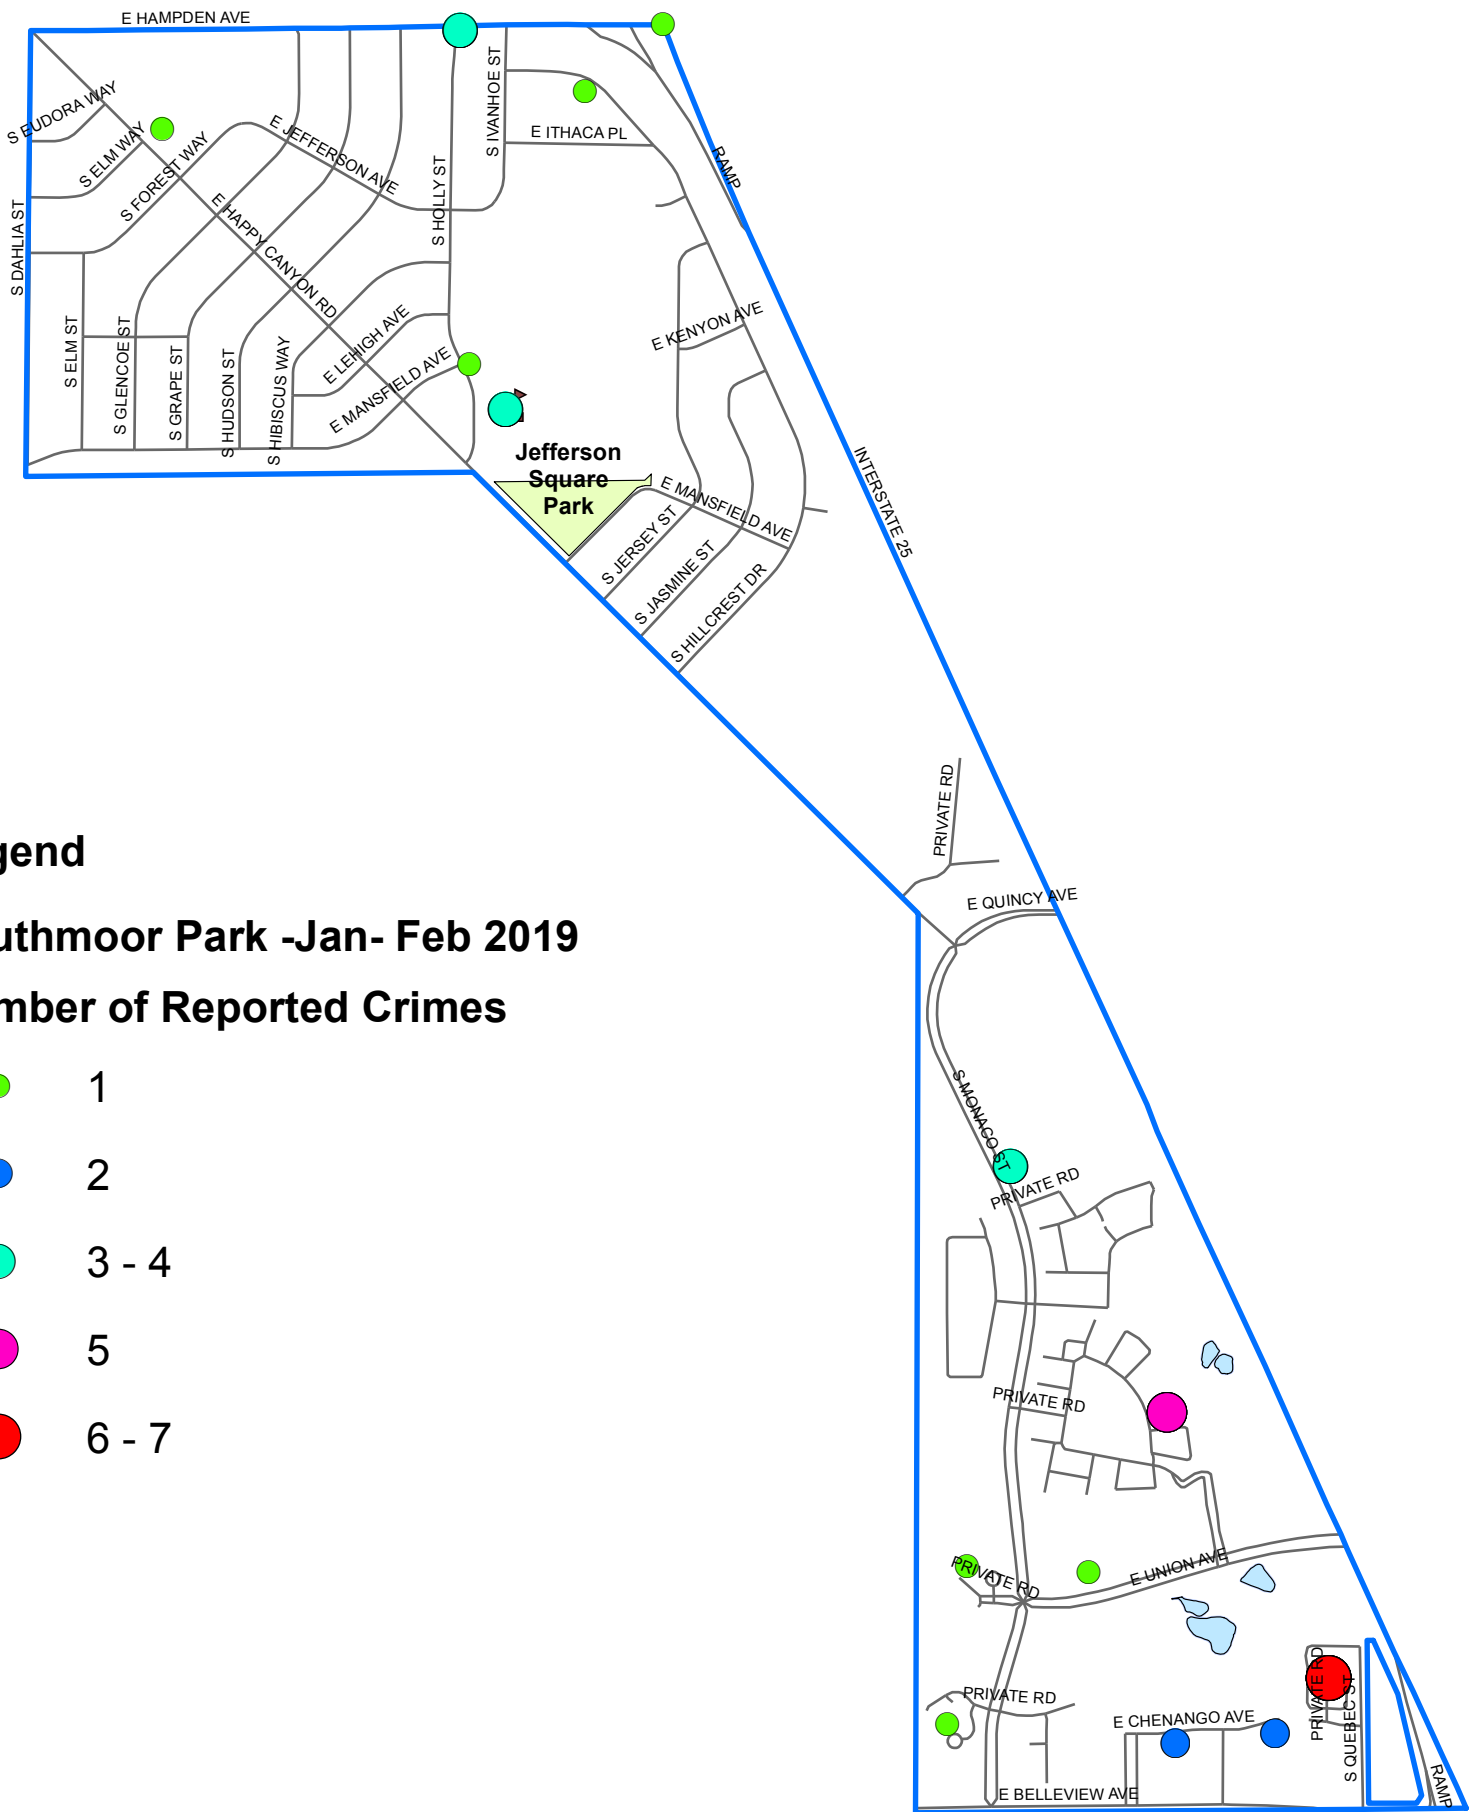 E HAMPDEN AVE
S EUDORA WAY
S ELM WAY
S FOREST WAY
E JEFFERSON AVE
S IVANHOE ST
E ITHACA PL
RAMP
S DAHLIA ST
E HAPPY CANYON RD
S HOLLY ST
S ELM ST
S GLENCOE ST
S GRAPE ST
S HUDSON ST
S HIBISCUS WAY
E LEHIGH AVE
E MANSFIELD AVE
E KENYON AVE
Jefferson
Square
Park
E MANSFIELD AVE
INTERSTATE 25
S JERSEY ST
S JASMINE ST
S HILLCREST DR
PRIVATE RD
E QUINCY AVE
gend
uthmoor Park -Jan- Feb 2019
mber of Reported Crimes
1
2
3 - 4
5
6 - 7
S MONACO ST
PRIVATE RD
PRIVATE RD
PRIVATE RD
E UNION AVE
PRIVATE RD
E CHENANGO AVE
PRIVATE RD
S QUEBEC ST
E BELLEVIEW AVE
RAMP